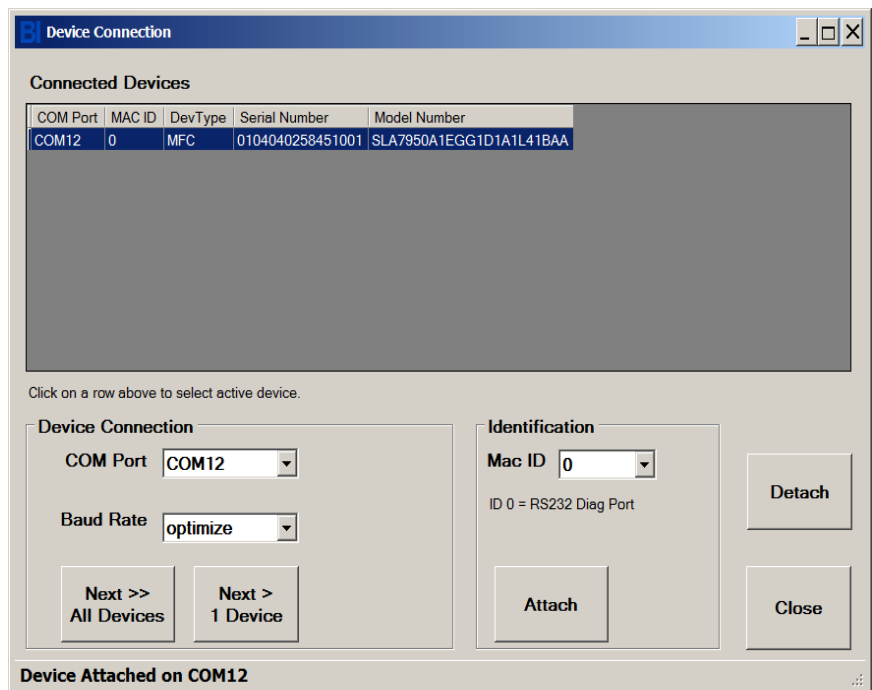 BI Device Connection
Connected Devices
COM Port MAC ID DevType Serial Number Model Number
COM12 0 MFC 0104040258451001 SLA7950A1EGG1D1A1L41BAA
Click on a row above to select active device.
Device Connection
COM Port COM12
Baud Rate optimize
Next >>
All Devices
Next >
1 Device
Identification
Mac ID 0
ID 0 = RS232 Diag Port
Attach
Detach
Close
Device Attached on COM12